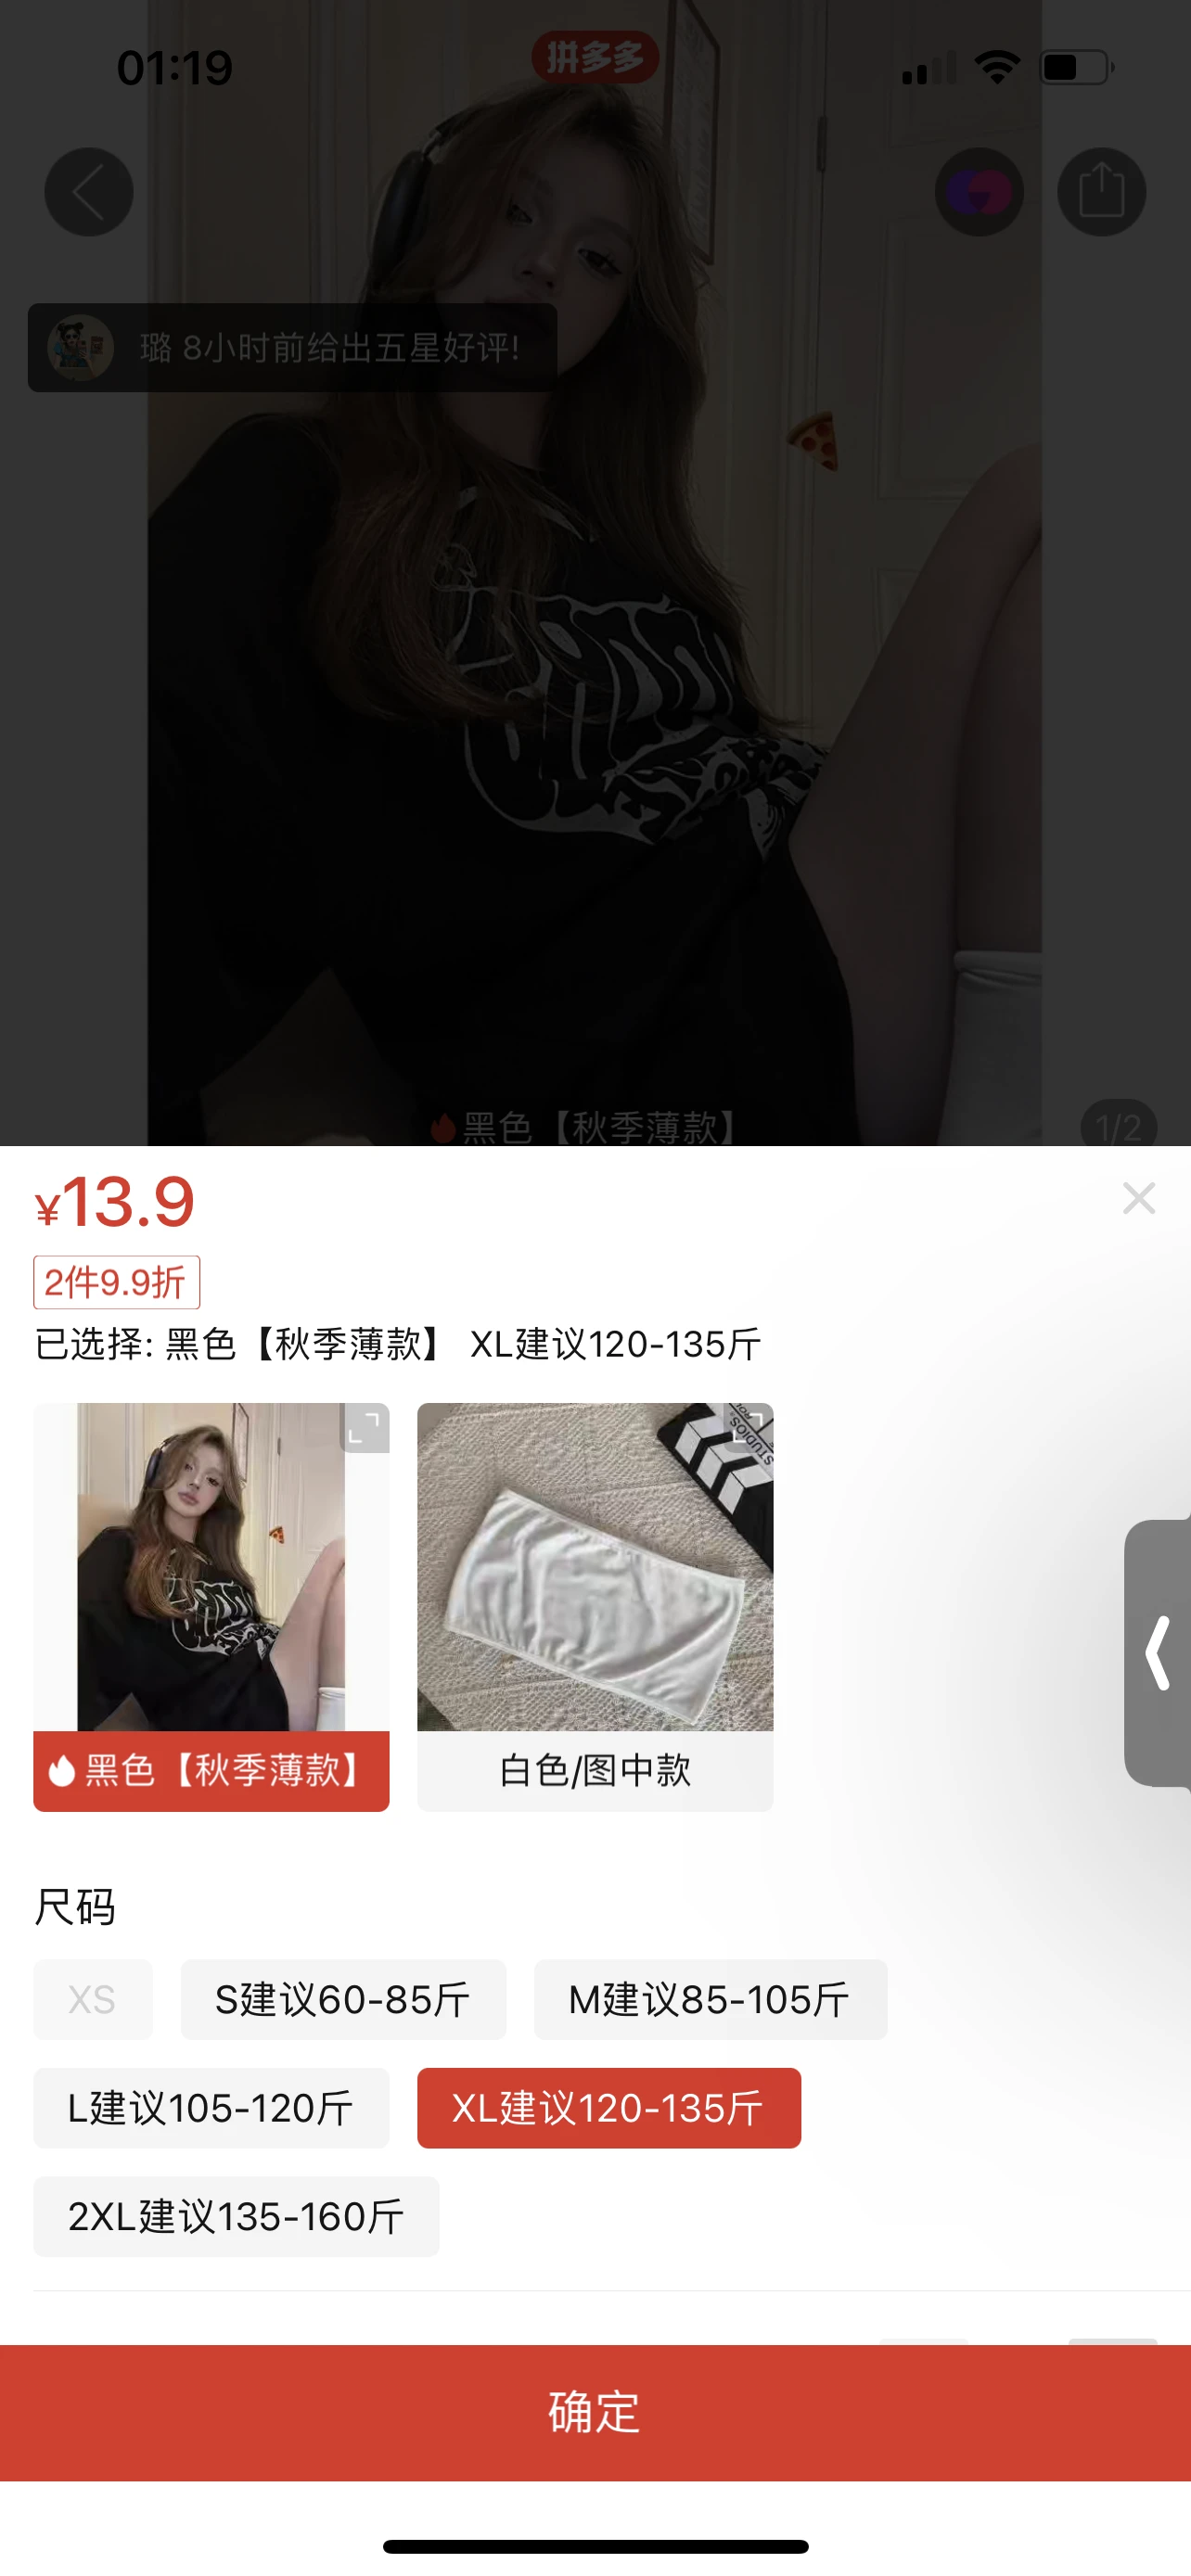 01:19
拼多多
璐 8小时前给出五星好评!
黑色【秋季薄款】
1/2
¥13.9
2件9.9折
已选择: 黑色【秋季薄款】 XL建议120-135斤
STUDIOS
黑色【秋季薄款】
白色/图中款
尺码
XS
S建议60-85斤
M建议85-105斤
L建议105-120斤
XL建议120-135斤
2XL建议135-160斤
确定